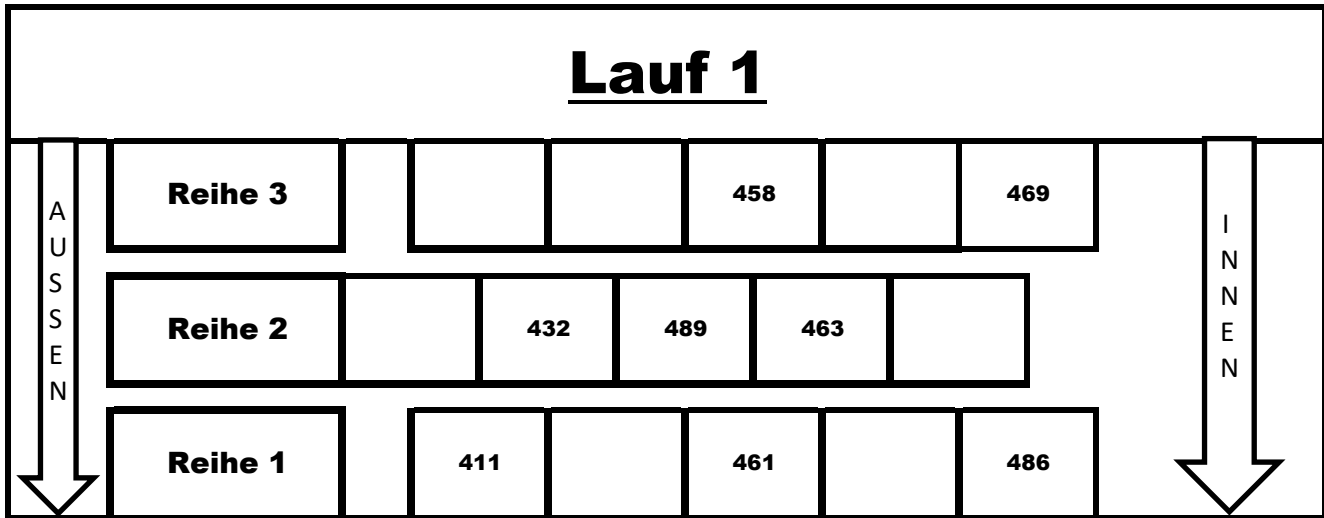 Lauf 1
AUSSEN
INNEN
Reihe 3 458 469
Reihe 2 432 489 463
Reihe 1 411 461 486